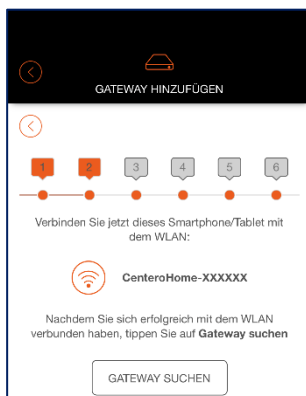 GATEWAY HINZUFÜGEN
1 2 3 4 5 6
Verbinden Sie jetzt dieses Smartphone/Tablet mit
dem WLAN:
CenteroHome-XXXXXX
Nachdem Sie sich erfolgreich mit dem WLAN
verbunden haben, tippen Sie auf Gateway suchen
GATEWAY SUCHEN